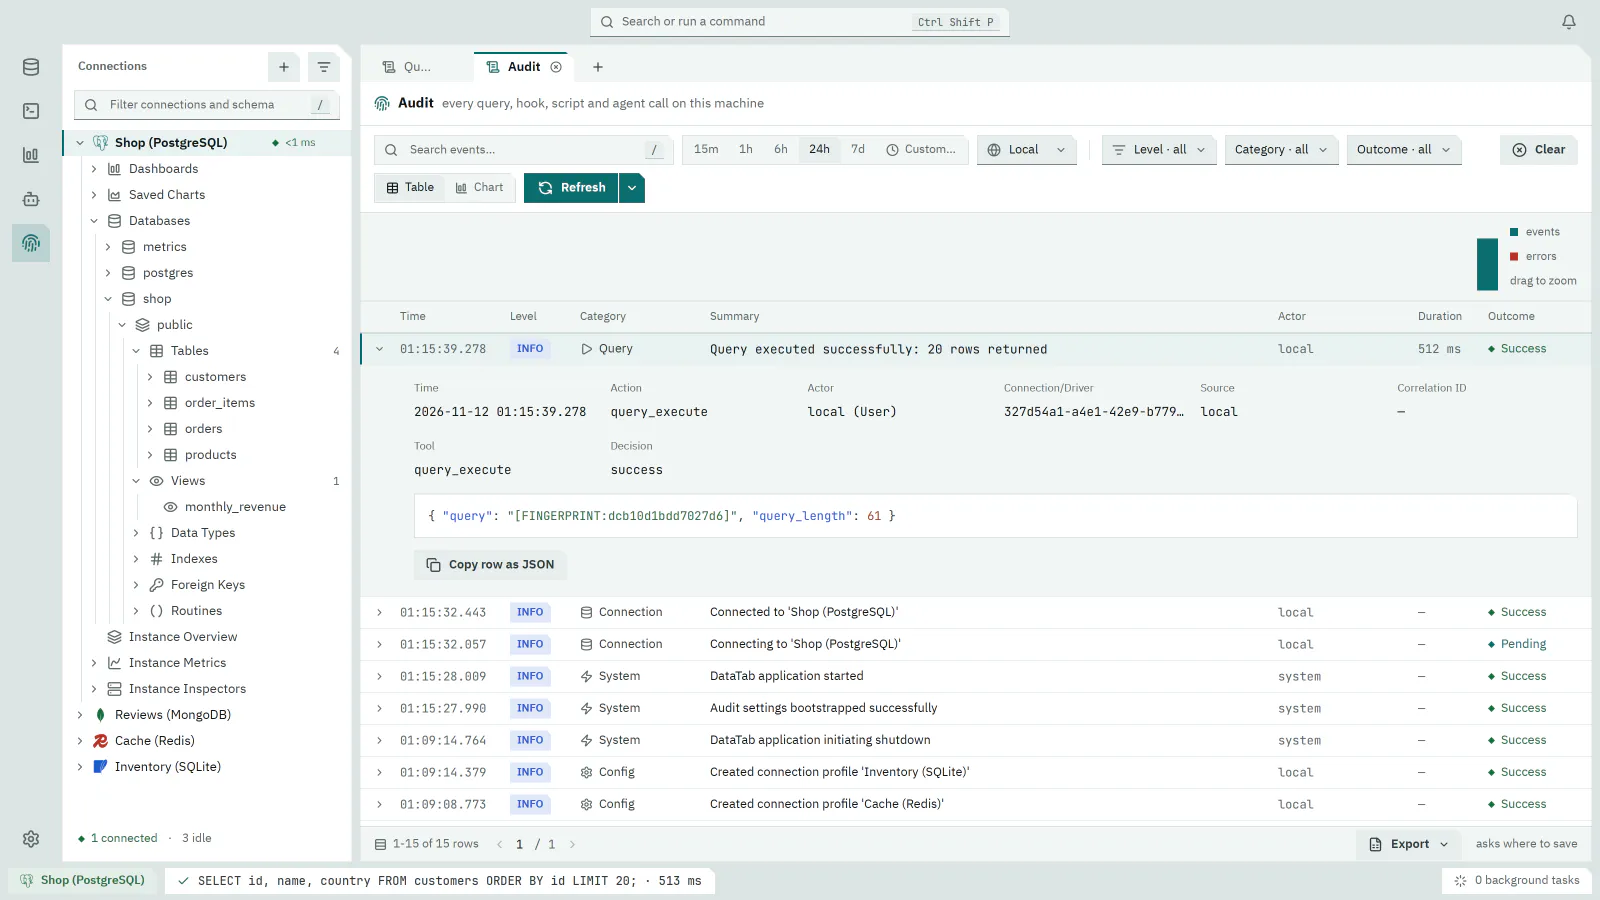 Search or run a command
Ctrl Shift P
Connections
Filter connections and schema /
Shop (PostgreSQL) <1 ms
Dashboards
Saved Charts
Databases
metrics
postgres
shop
public
Tables 4
customers
order_items
orders
products
Views 1
monthly_revenue
Data Types
Indexes
Foreign Keys
Routines
Instance Overview
Instance Metrics
Instance Inspectors
Reviews (MongoDB)
Cache (Redis)
Inventory (SQLite)
1 connected · 3 idle
Qu...
Audit
Audit every query, hook, script and agent call on this machine
Search events... /
15m 1h 6h 24h 7d Custom...
Local
Level · all
Category · all
Outcome · all
Clear
Table Chart
Refresh
events
errors
drag to zoom
Time Level Category Summary Actor Duration Outcome
01:15:39.278 INFO Query Query executed successfully: 20 rows returned local 512 ms Success
Time Action Actor Connection/Driver Source Correlation ID
2026-11-12 01:15:39.278 query_execute local (User) 327d54a1-a4e1-42e9-b779… local —
Tool Decision
query_execute success
{ "query": "[FINGERPRINT:dcb10d1bdd7027d6]", "query_length": 61 }
Copy row as JSON
01:15:32.443 INFO Connection Connected to 'Shop (PostgreSQL)' local — Success
01:15:32.057 INFO Connection Connecting to 'Shop (PostgreSQL)' local — Pending
01:15:28.009 INFO System DataTab application started system — Success
01:15:27.990 INFO System Audit settings bootstrapped successfully system — Success
01:09:14.764 INFO System DataTab application initiating shutdown system — Success
01:09:14.379 INFO Config Created connection profile 'Inventory (SQLite)' local — Success
01:09:08.773 INFO Config Created connection profile 'Cache (Redis)' local — Success
1-15 of 15 rows 1 / 1
Export asks where to save
Shop (PostgreSQL)
SELECT id, name, country FROM customers ORDER BY id LIMIT 20; · 513 ms
0 background tasks